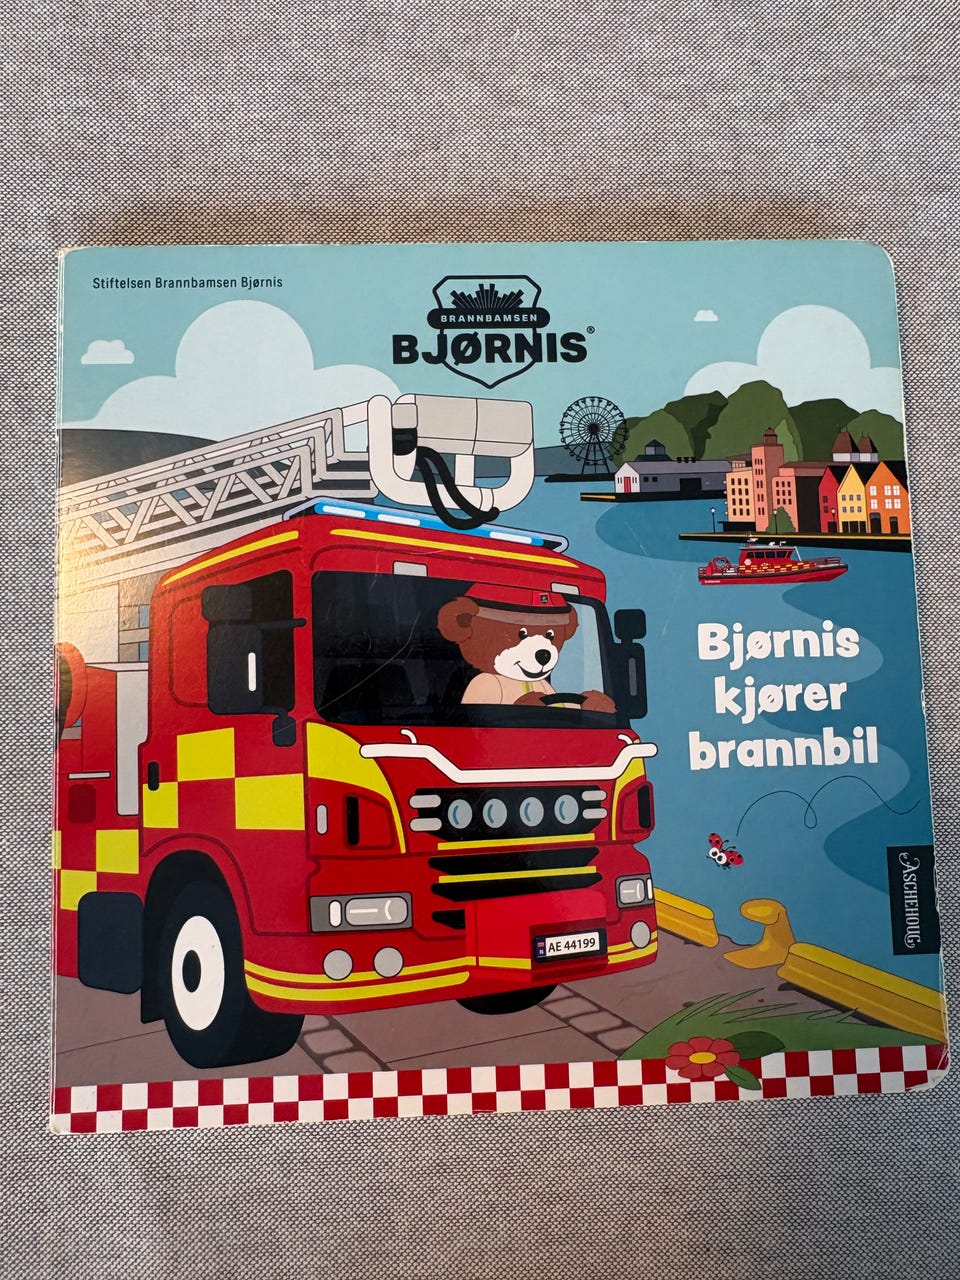 Stiftelsen Brannbamsen Bjørnis
BRANNBAMSEN
BJØRNIS®
Bjørnis
kjører
brannbil
ASCHEHOUG
N AE 44199